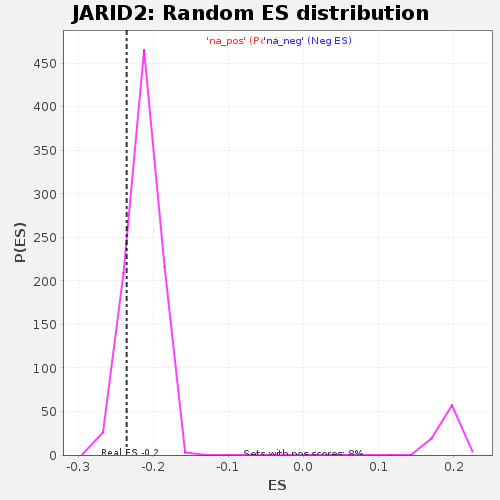 JARID2: Random ES distribution
'na_pos' (P 'na_neg' (Neg ES)
450
400
350
300
250
200
150
100
50
0
P(ES)
Real ES -0.2
Sets with pos scores: 8%
-0.3 -0.2 -0.1 0.0 0.1 0.2
ES